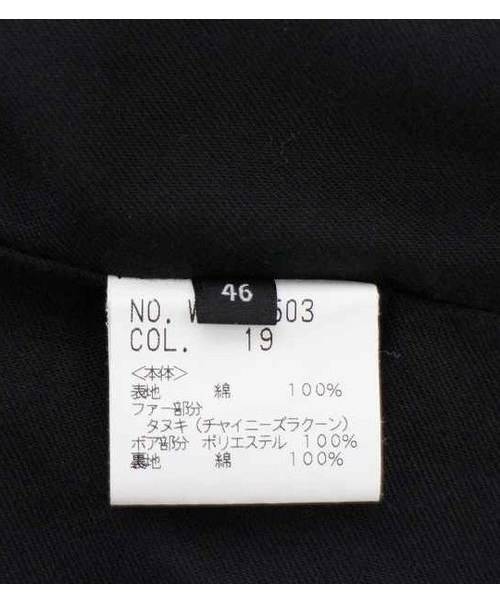 46
NO. W 503
COL. 19
<本体>
表地 綿 100%
ファー部分
タヌキ(チャイニーズラクーン)
ボア部分 ポリエステル 100%
裏地 綿 100%